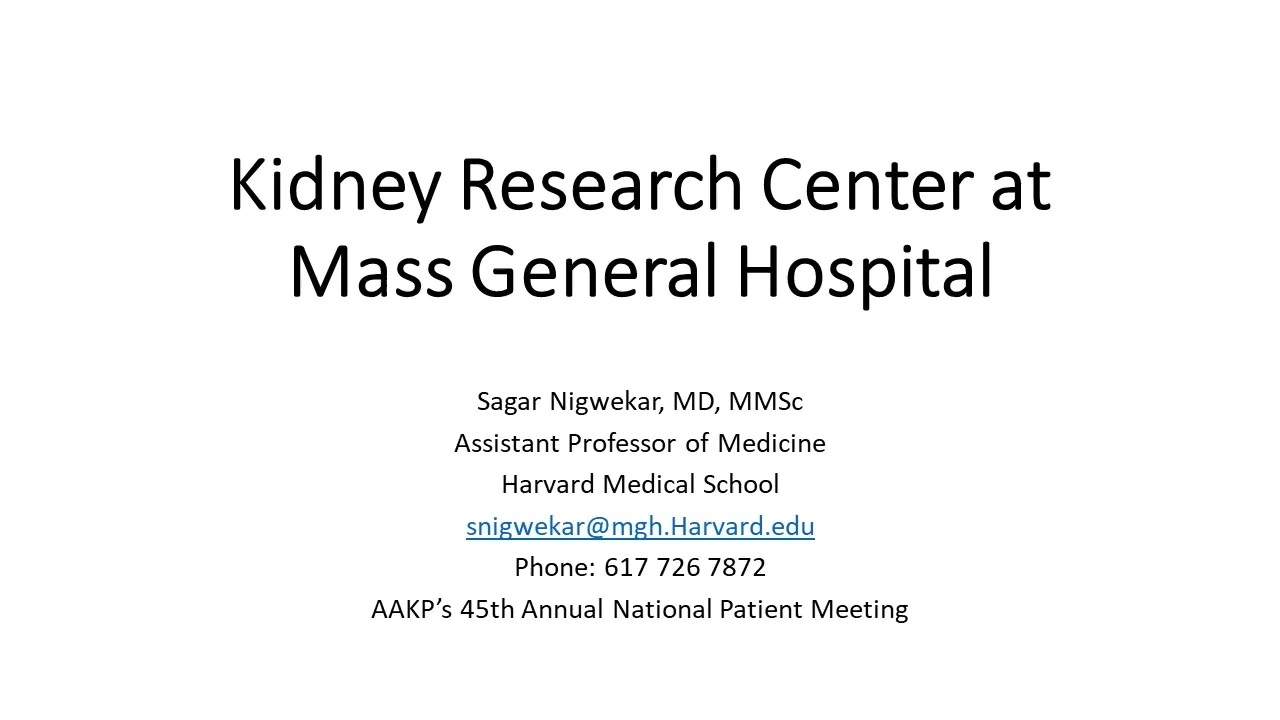 Kidney Research Center at
Mass General Hospital
Sagar Nigwekar, MD, MMSc
Assistant Professor of Medicine
Harvard Medical School
snigwekar@mgh.Harvard.edu
Phone: 617 726 7872
AAKP’s 45th Annual National Patient Meeting